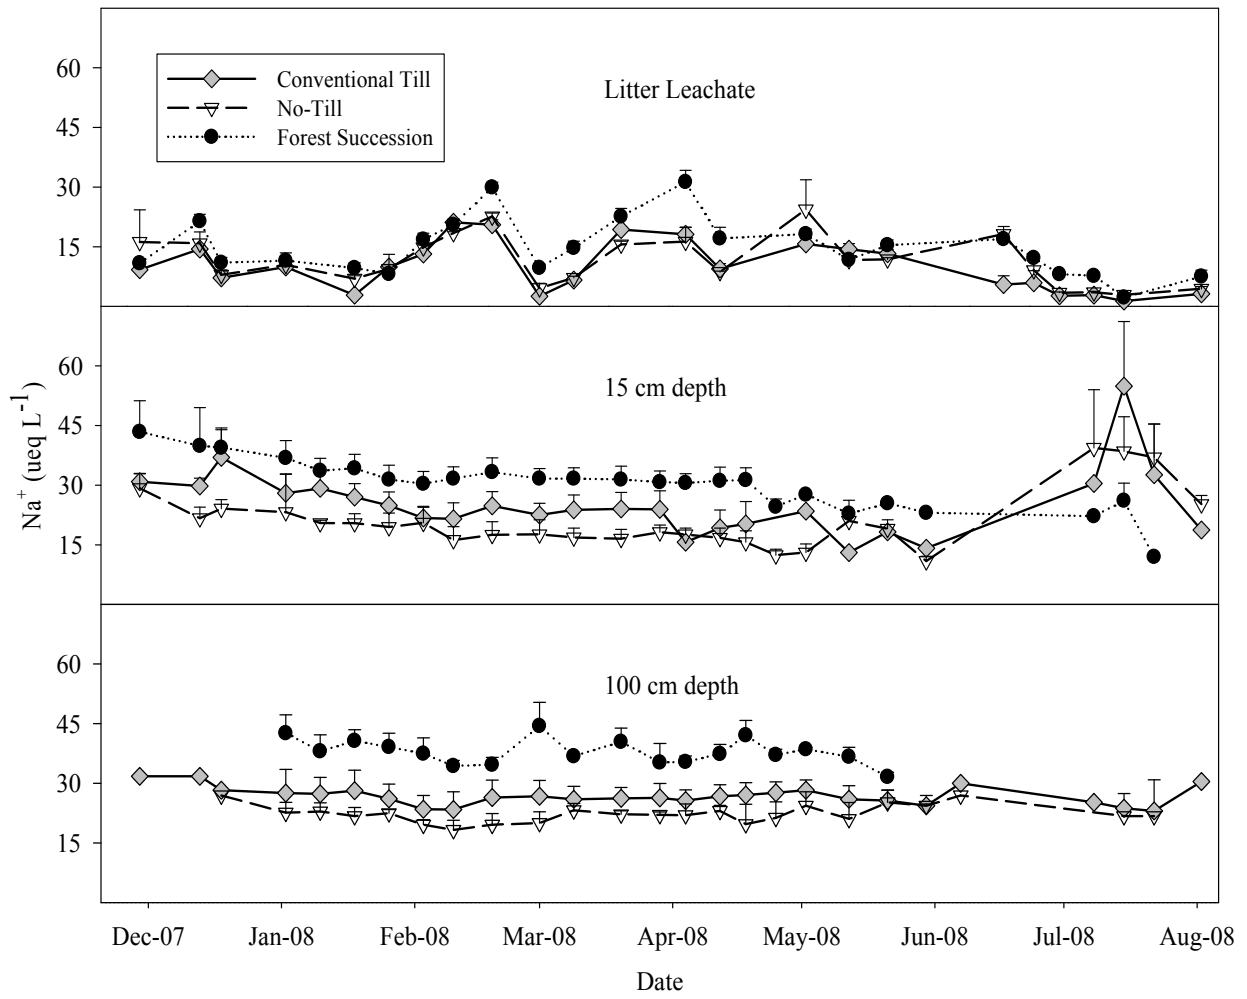 60
45
30
15
Conventional Till
No-Till
Forest Succession
Litter Leachate
60
45
30
15
15 cm depth
Na+ (ueq L-1)
60
45
30
15
100 cm depth
Dec-07 Jan-08 Feb-08 Mar-08 Apr-08 May-08 Jun-08 Jul-08 Aug-08
Date